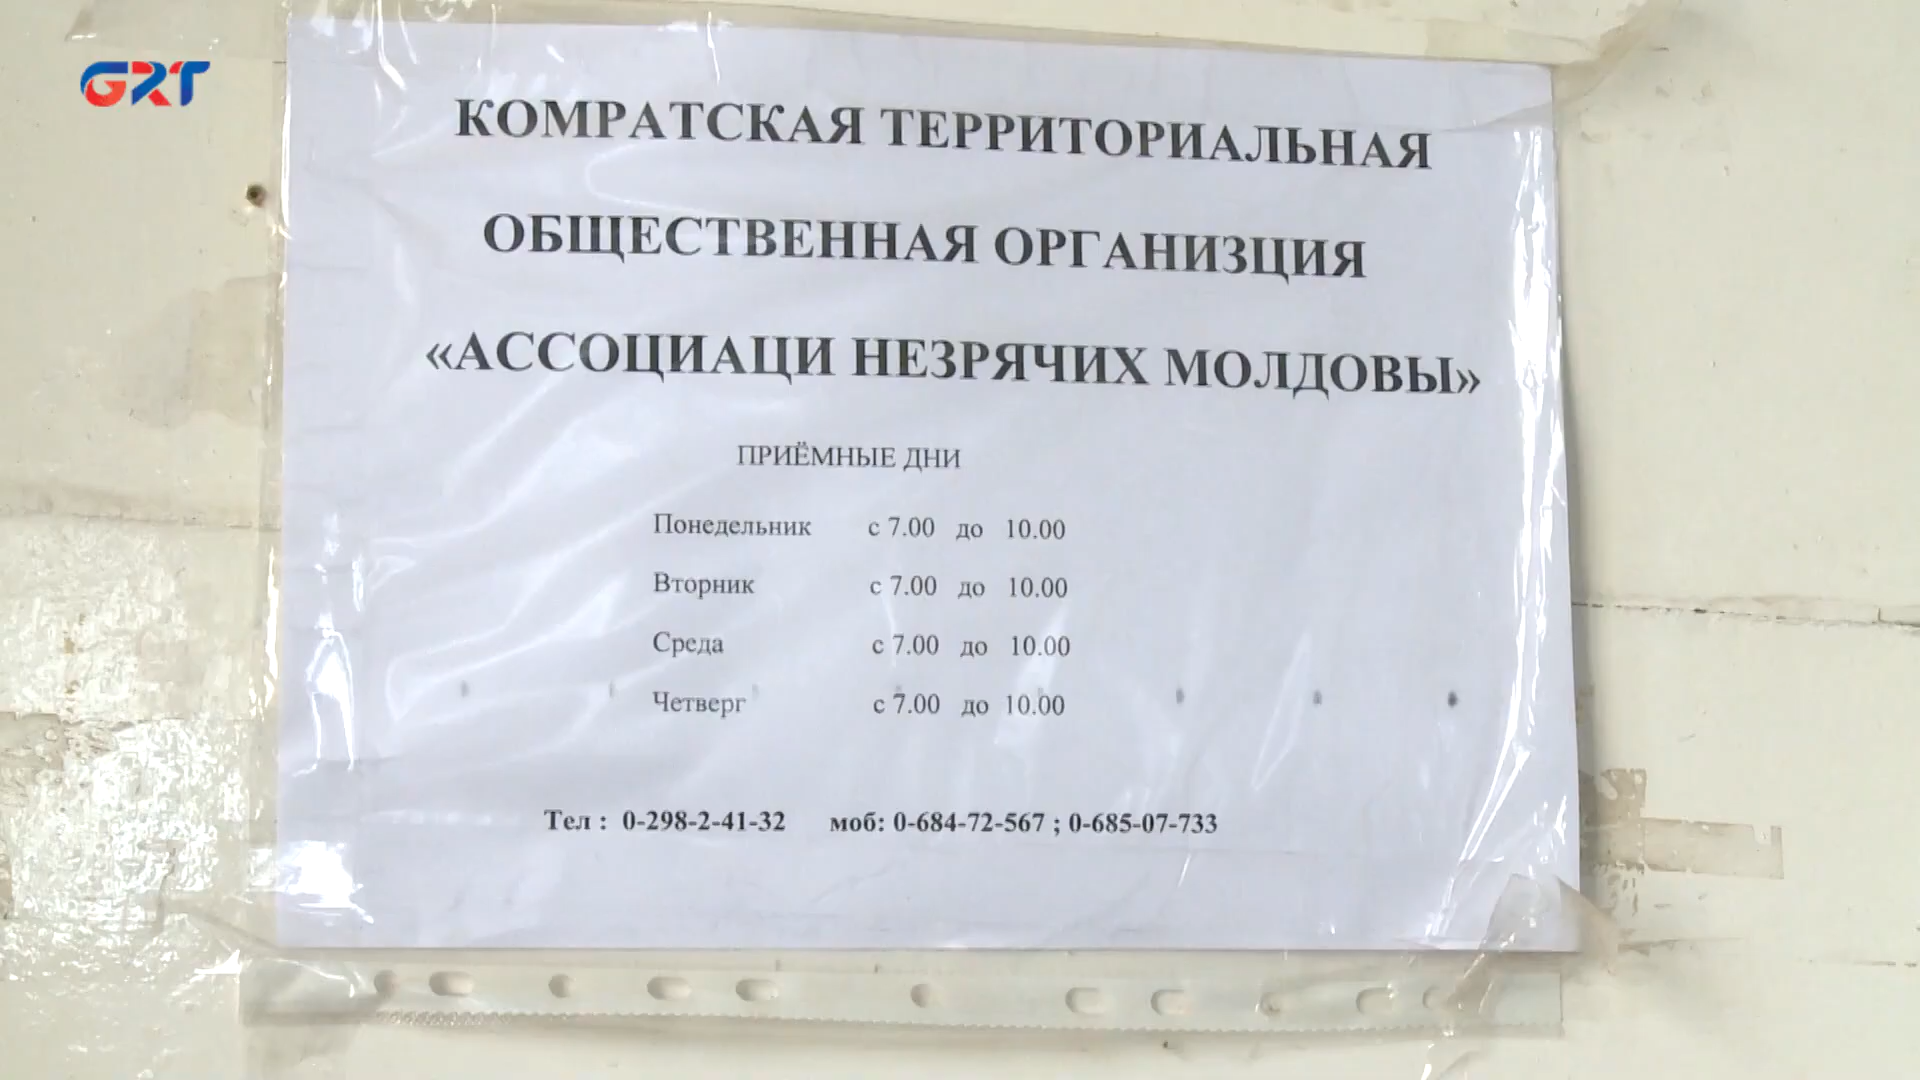 GRT
КОМРАТСКАЯ ТЕРРИТОРИАЛЬНАЯ
ОБЩЕСТВЕННАЯ ОРГАНИЗЦИЯ
«АССОЦИАЦИ НЕЗРЯЧИХ МОЛДОВЫ»
ПРИЁМНЫЕ ДНИ
Понедельник с 7.00 до 10.00
Вторник с 7.00 до 10.00
Среда с 7.00 до 10.00
Четверг с 7.00 до 10.00
Тел : 0-298-2-41-32 моб: 0-684-72-567 ; 0-685-07-733